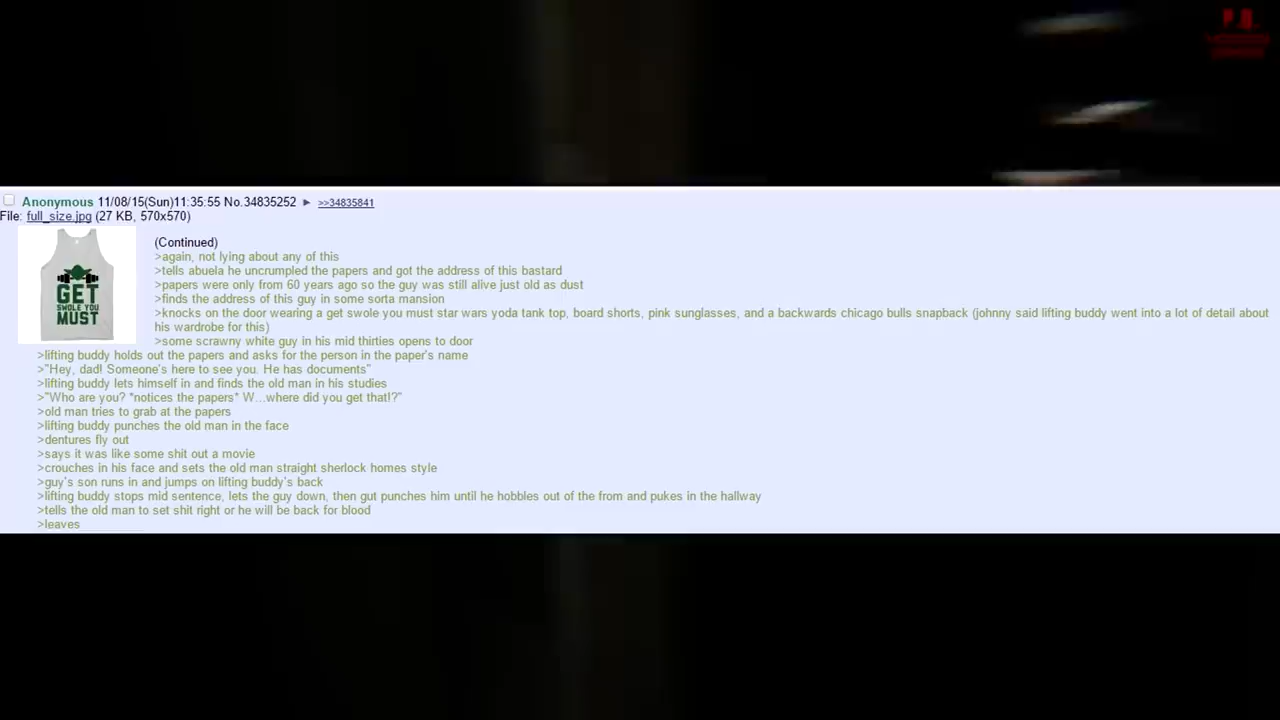 Anonymous 11/08/15(Sun)11:35:55 No.34835252 ▶ >>34835841
File: full_size.jpg (27 KB, 570x570)
GET
SWOLE YOU
MUST
(Continued)
>again, not lying about any of this
>tells abuela he uncrumpled the papers and got the address of this bastard
>papers were only from 60 years ago so the guy was still alive just old as dust
>finds the address of this guy in some sorta mansion
>knocks on the door wearing a get swole you must star wars yoda tank top, board shorts, pink sunglasses, and a backwards chicago bulls snapback (johnny said lifting buddy went into a lot of detail about
his wardrobe for this)
>some scrawny white guy in his mid thirties opens to door
>lifting buddy holds out the papers and asks for the person in the paper's name
>"Hey, dad! Someone's here to see you. He has documents"
>lifting buddy lets himself in and finds the old man in his studies
>"Who are you? *notices the papers* W...where did you get that!?"
>old man tries to grab at the papers
>lifting buddy punches the old man in the face
>dentures fly out
>says it was like some shit out a movie
>crouches in his face and sets the old man straight sherlock homes style
>guy's son runs in and jumps on lifting buddy's back
>lifting buddy stops mid sentence, lets the guy down, then gut punches him until he hobbles out of the from and pukes in the hallway
>tells the old man to set shit right or he will be back for blood
>leaves